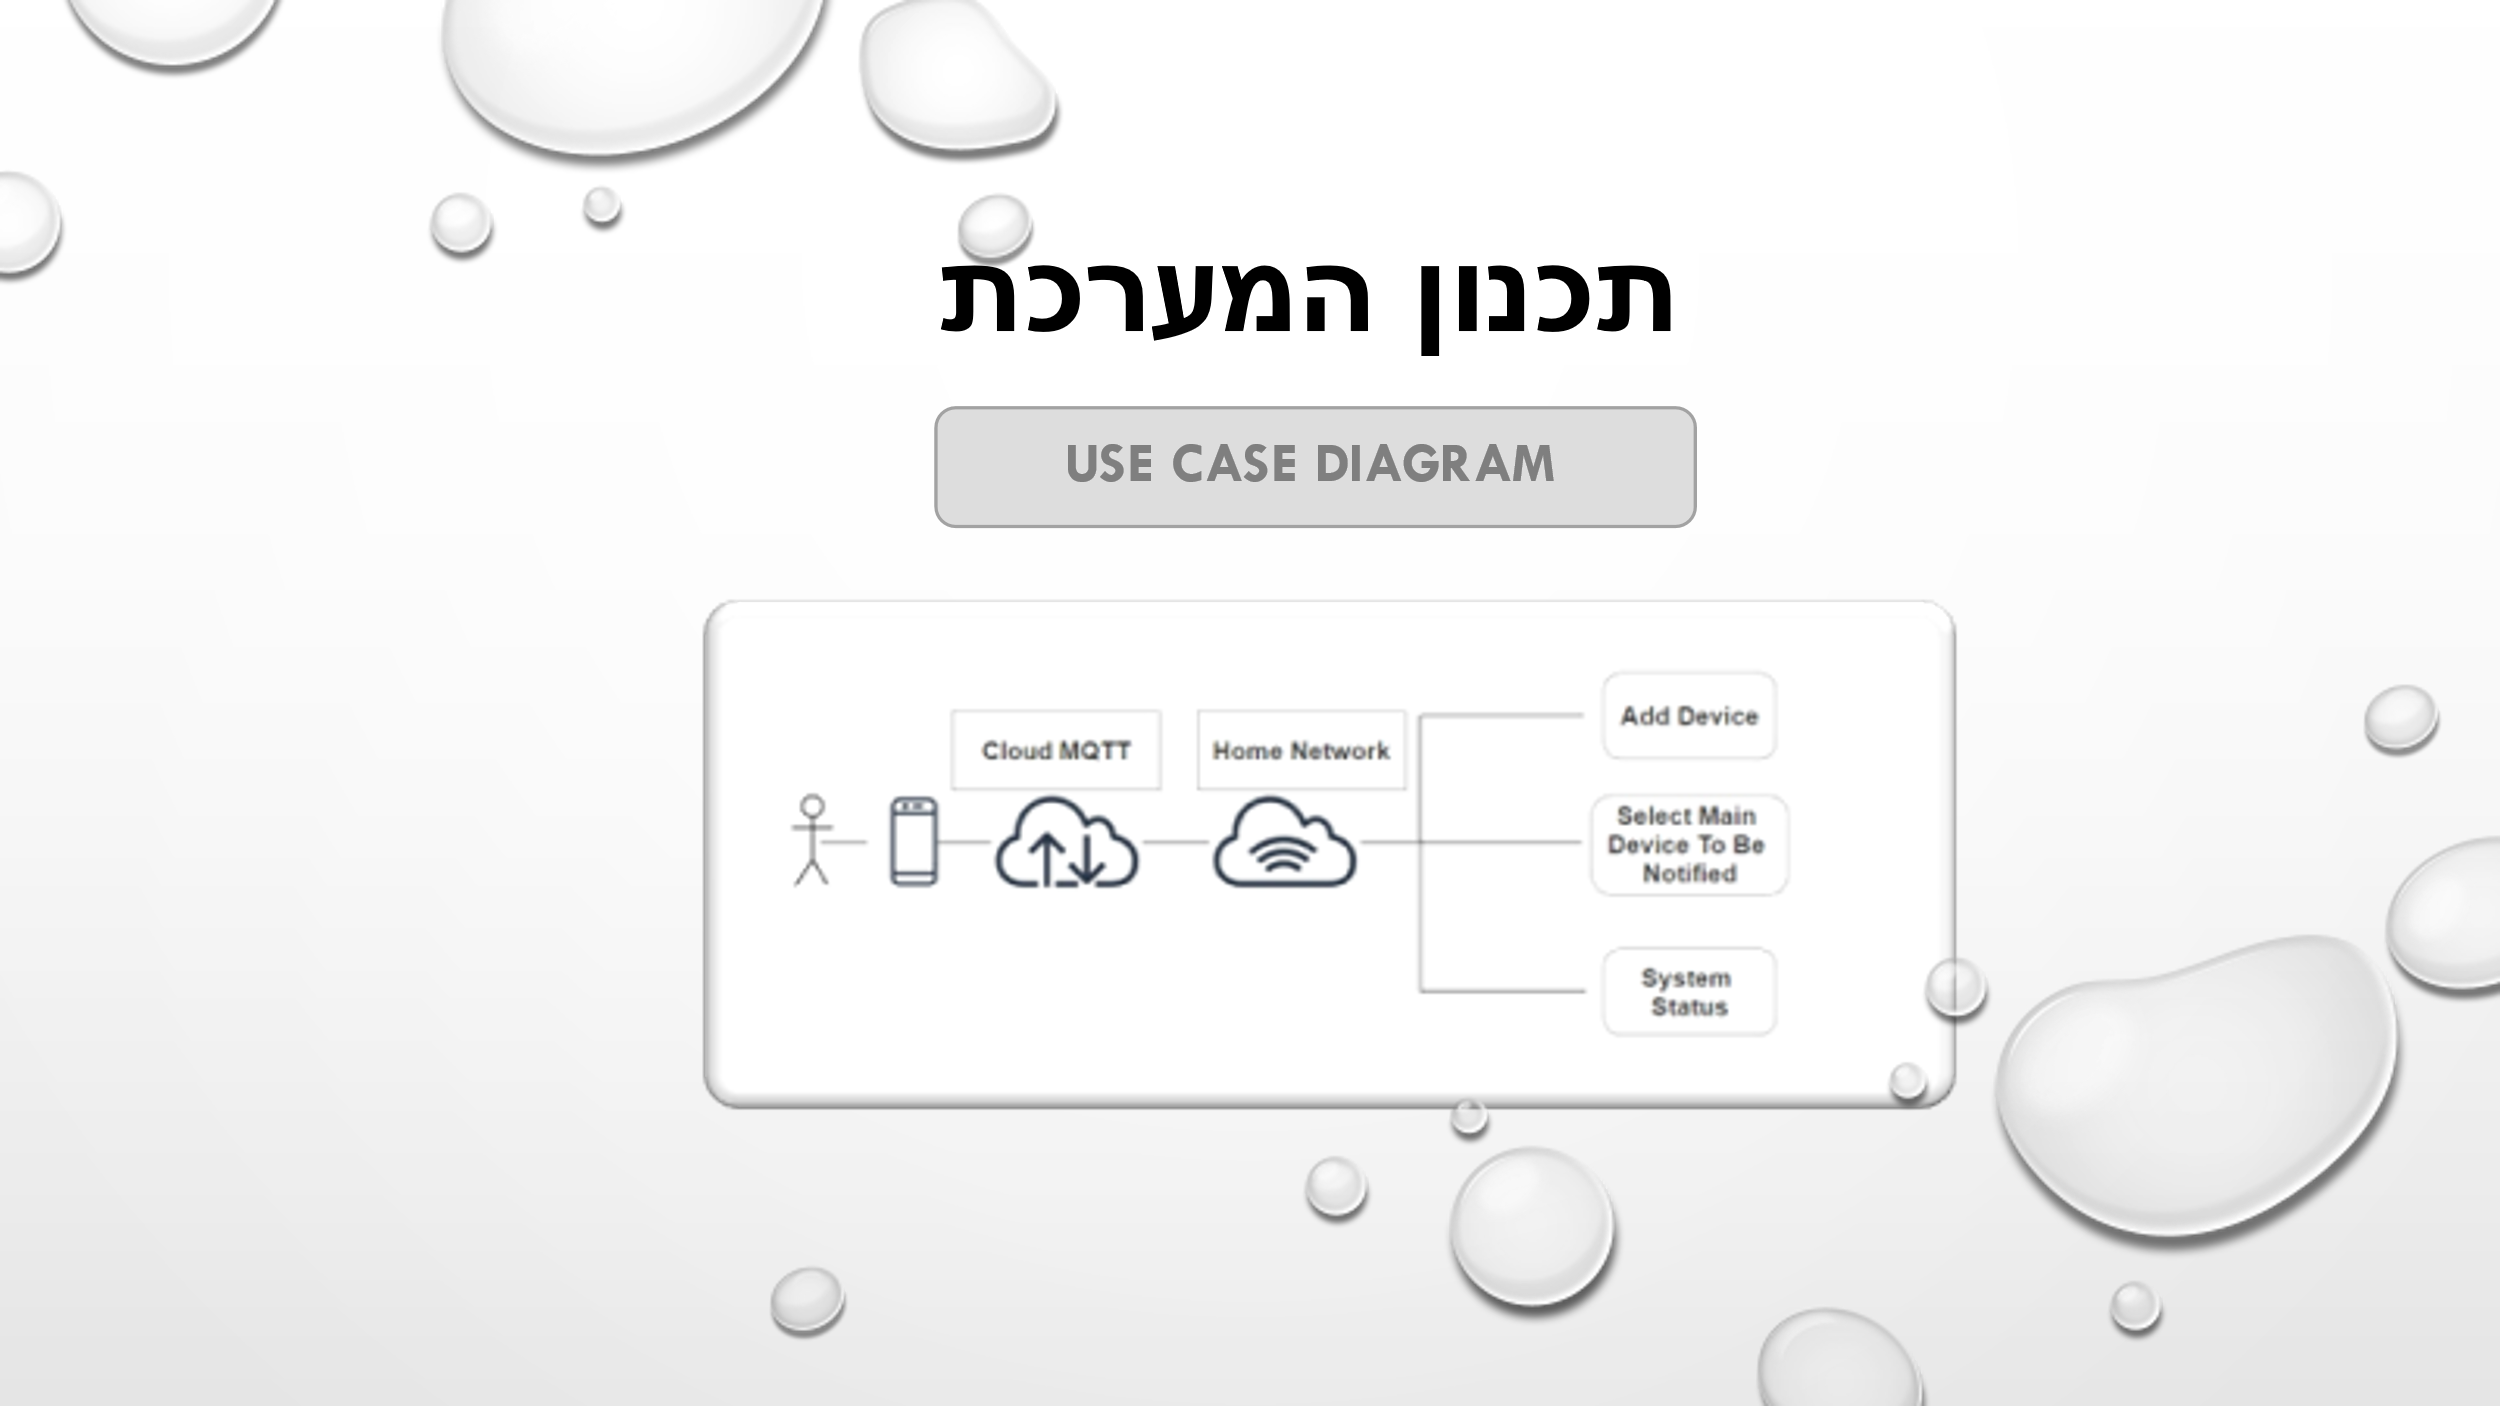 תכנון המערכת
USE CASE DIAGRAM
Cloud MQTT
Home Network
Add Device
Select Main
Device To Be
Notified
System
Status